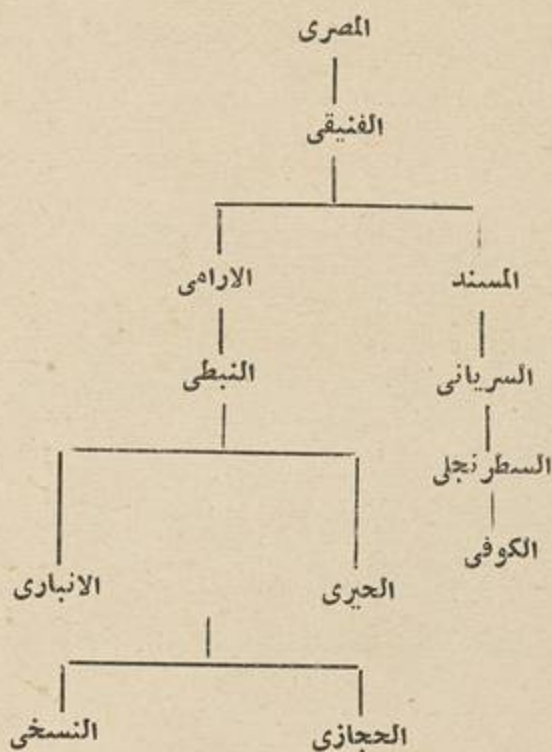 المصرى
الفنيقى
المسند
الارامى
السريانى
النبطى
السطرنجلى
الكوفى
الحيرى
الانبارى
الحجازى
النسخى